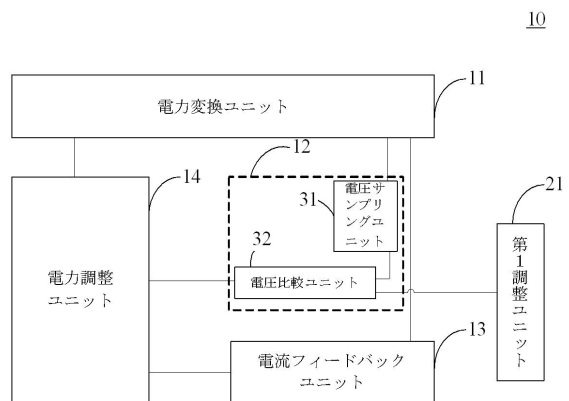 10
電力変換ユニット
11
12
14
21
31
電圧サ
ンプリ
ングユ
ニット
32
電圧比較ユニット
電力調整
ユニット
第1調整ユニット
13
電流フィードバック
ユニット